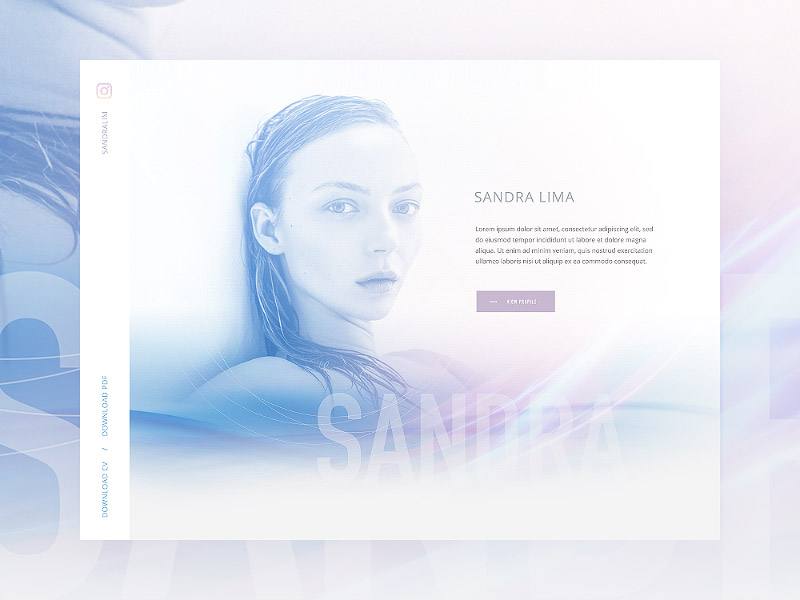 SANDRALIM
SANDRA LIMA
Lorem ipsum dolor sit amet, consectetur adipiscing elit, sed
do eiusmod tempor incididunt ut labore et dolore magna
aliqua. Ut enim ad minim veniam, quis nostrud exercitation
ullamco laboris nisi ut aliquip ex ea commodo consequat.
VIEW PROFILE
SANDRA
DOWNLOAD CV / DOWNLOAD PDF